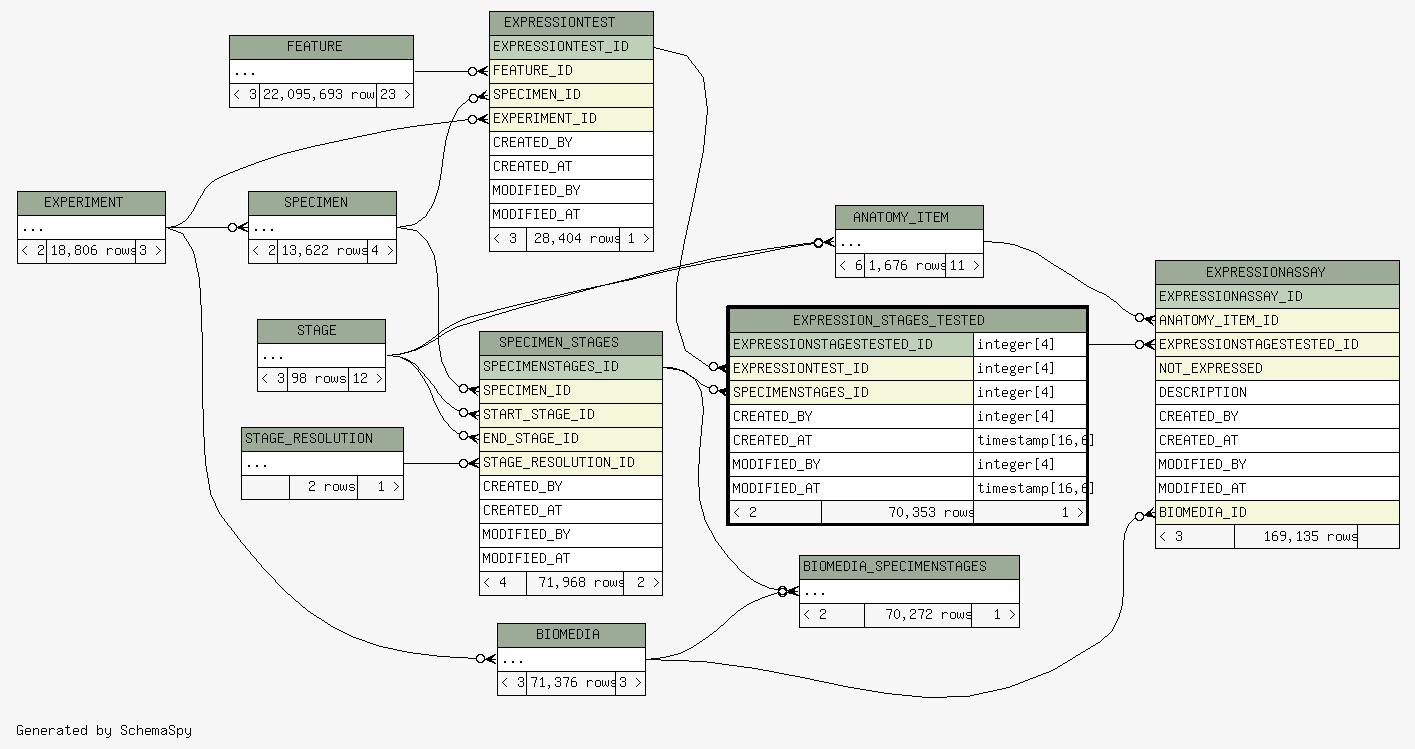 EXPRESSIONTEST
EXPRESSIONTEST_ID
FEATURE_ID
SPECIMEN_ID
EXPERIMENT_ID
CREATED_BY
CREATED_AT
MODIFIED_BY
MODIFIED_AT
< 3 28,404 rows 1 >
FEATURE
...
< 3 22,095,693 row 23 >
EXPERIMENT
...
< 2 18,806 rows 3 >
SPECIMEN
...
< 2 13,622 rows 4 >
ANATOMY_ITEM
...
< 6 1,676 rows 11 >
STAGE
...
< 3 98 rows 12 >
STAGE_RESOLUTION
...
2 rows 1 >
SPECIMEN_STAGES
SPECIMENSTAGES_ID
SPECIMEN_ID
START_STAGE_ID
END_STAGE_ID
STAGE_RESOLUTION_ID
CREATED_BY
CREATED_AT
MODIFIED_BY
MODIFIED_AT
< 4 71,968 rows 2 >
EXPRESSION_STAGES_TESTED
EXPRESSIONSTAGESTESTED_ID integer[4]
EXPRESSIONTEST_ID integer[4]
SPECIMENSTAGES_ID integer[4]
CREATED_BY integer[4]
CREATED_AT timestamp[16,6]
MODIFIED_BY integer[4]
MODIFIED_AT timestamp[16,6]
< 2 70,353 rows 1 >
EXPRESSIONASSAY
EXPRESSIONASSAY_ID
ANATOMY_ITEM_ID
EXPRESSIONSTAGESTESTED_ID
NOT_EXPRESSED
DESCRIPTION
CREATED_BY
CREATED_AT
MODIFIED_BY
MODIFIED_AT
BIOMEDIA_ID
< 3 169,135 rows
BIOMEDIA_SPECIMENSTAGES
...
< 2 70,272 rows 1 >
BIOMEDIA
...
< 3 71,376 rows 3 >
Generated by SchemaSpy